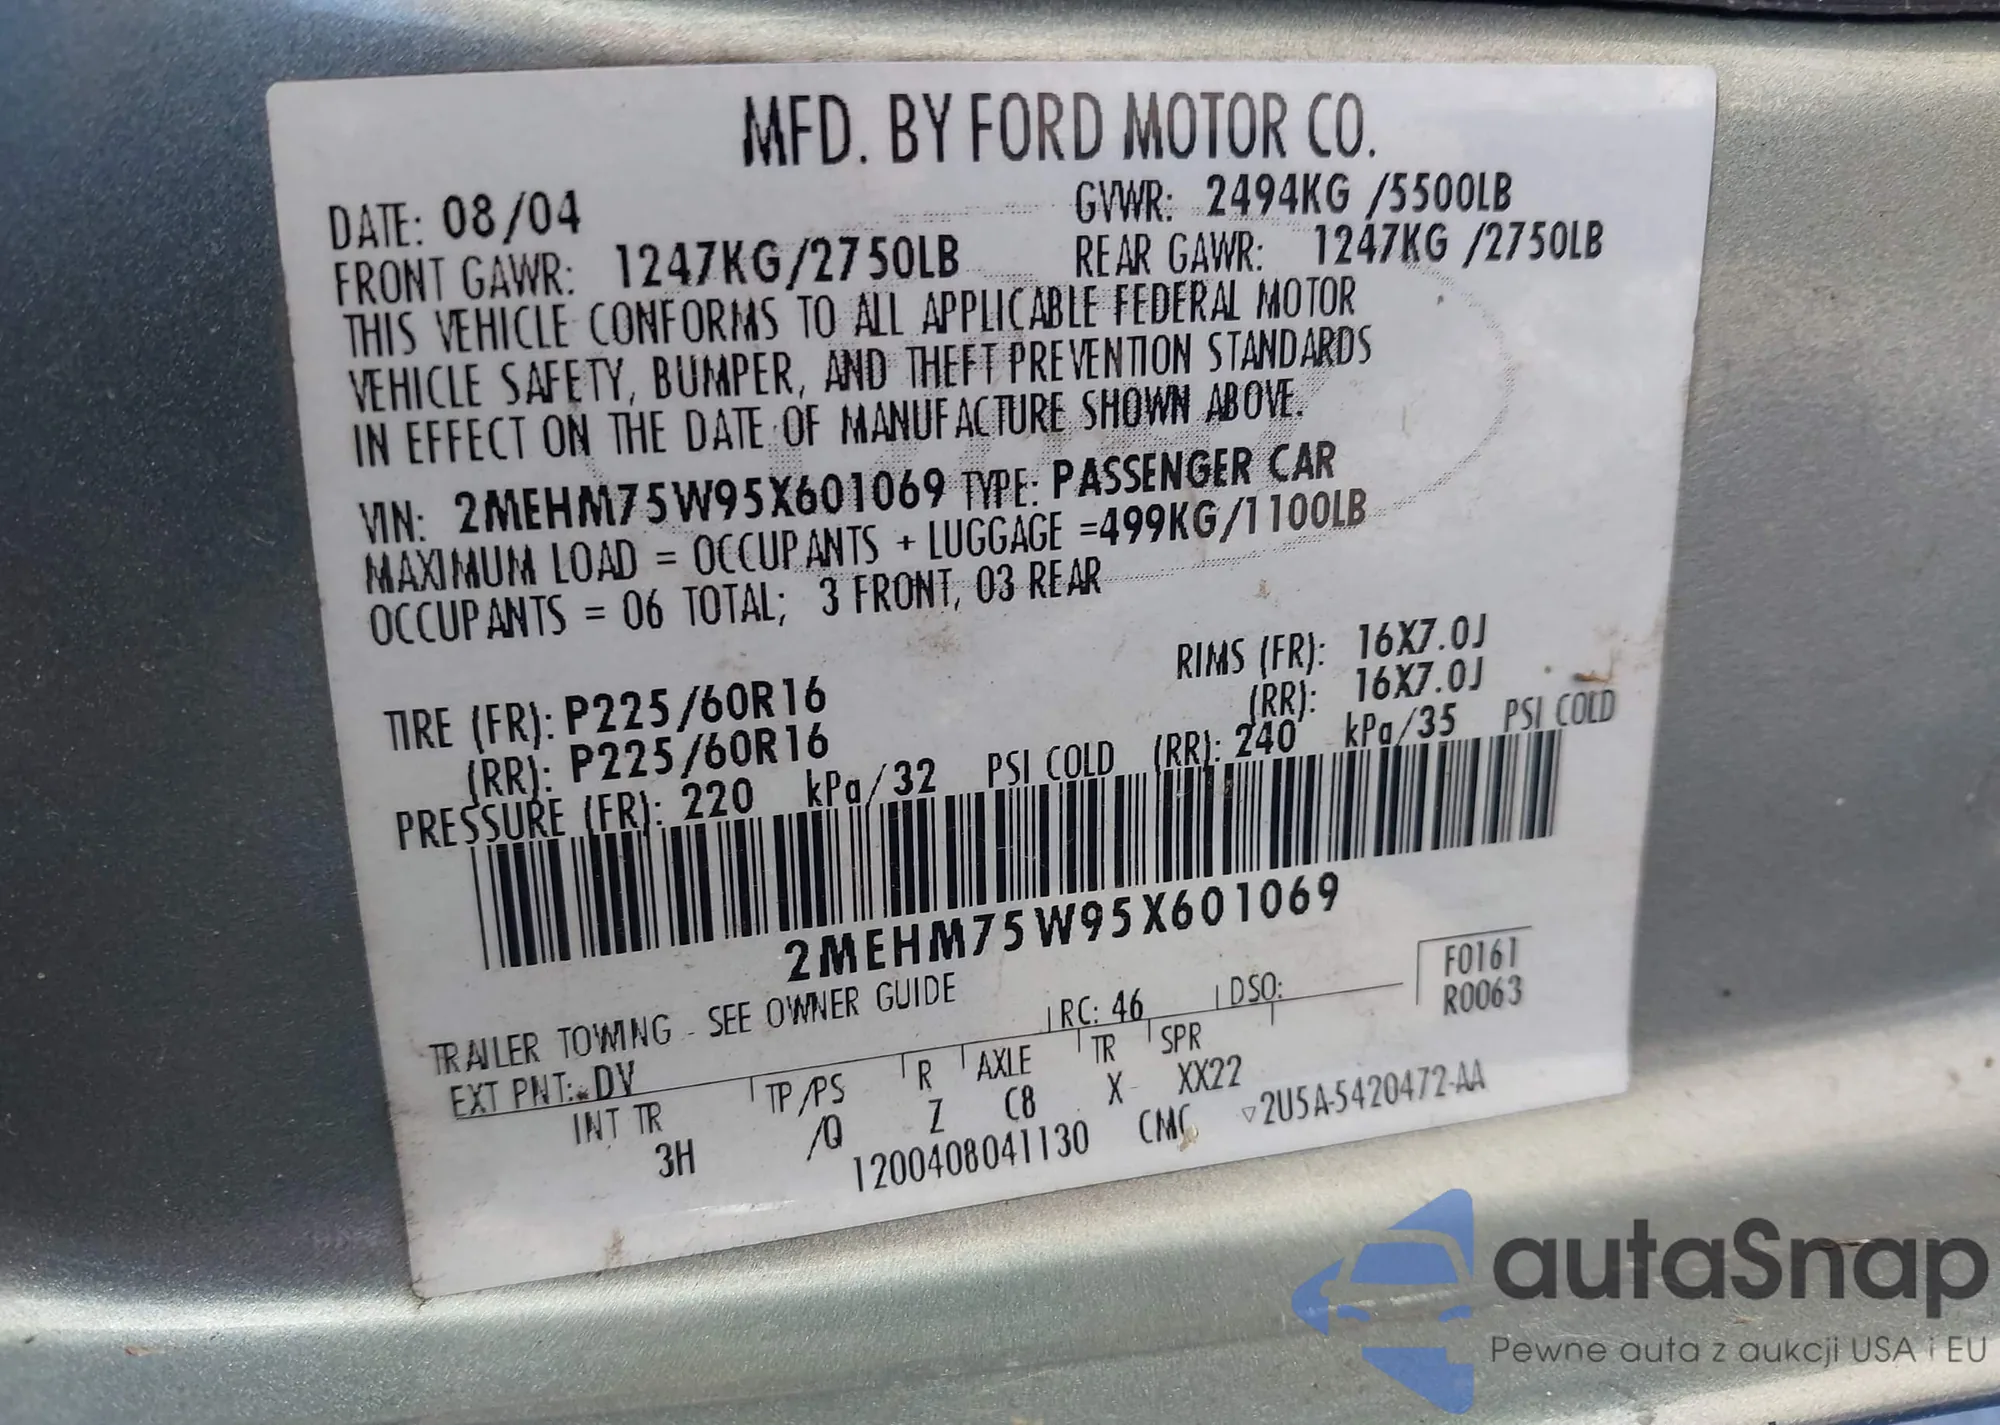 MFD. BY FORD MOTOR CO.
DATE: 08/04 GVWR: 2494KG /5500LB
FRONT GAWR: 1247KG/2750LB REAR GAWR: 1247KG /2750LB
THIS VEHICLE CONFORMS TO ALL APPLICABLE FEDERAL MOTOR
VEHICLE SAFETY, BUMPER, AND THEFT PREVENTION STANDARDS
IN EFFECT ON THE DATE OF MANUFACTURE SHOWN ABOVE.
VIN: 2MEHM75W95X601069 TYPE: PASSENGER CAR
MAXIMUM LOAD = OCCUPANTS + LUGGAGE =499KG/1100LB
OCCUPANTS = 06 TOTAL; 3 FRONT, 03 REAR
TIRE (FR): P225/60R16 RIMS (FR): 16X7.0J
(RR): P225/60R16 (RR): 16X7.0J
PRESSURE (FR): 220 kPa/32 PSI COLD (RR): 240 kPa/35 PSI COLD
2MEHM75W95X601069
TRAILER TOWING - SEE OWNER GUIDE
EXT PNT: DV RC: 46 DSO: F0161
R0063
INT TR TP/PS R AXLE TR SPR
3H /Q Z C8 X XX22
1200408041130 CMC ▽2U5A-5420472-AA
autaSnap
Pewne auta z aukcji USA i EU